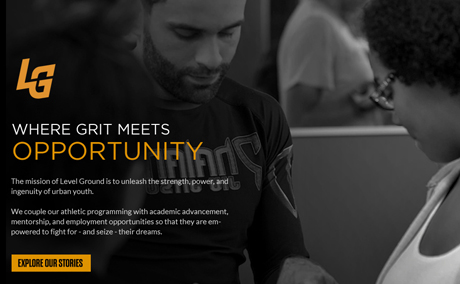 LG
WHERE GRIT MEETS
OPPORTUNITY
The mission of Level Ground is to unleash the strength, power, and
ingenuity of urban youth.
We couple our athletic programming with academic advancement,
mentorship, and employment opportunities so that they are em-
powered to fight for - and seize - their dreams.
EXPLORE OUR STORIES